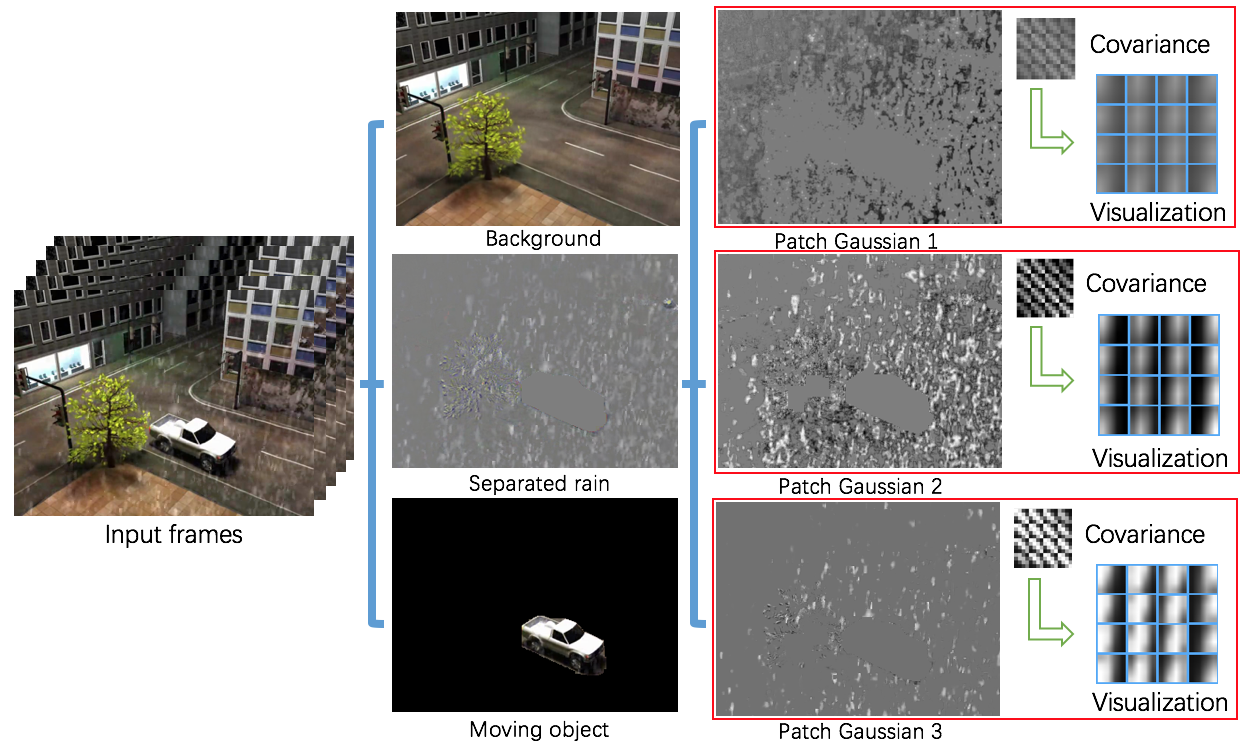 Input frames
Background
Separated rain
Moving object
Covariance
Visualization
Patch Gaussian 1
Covariance
Visualization
Patch Gaussian 2
Covariance
Visualization
Patch Gaussian 3